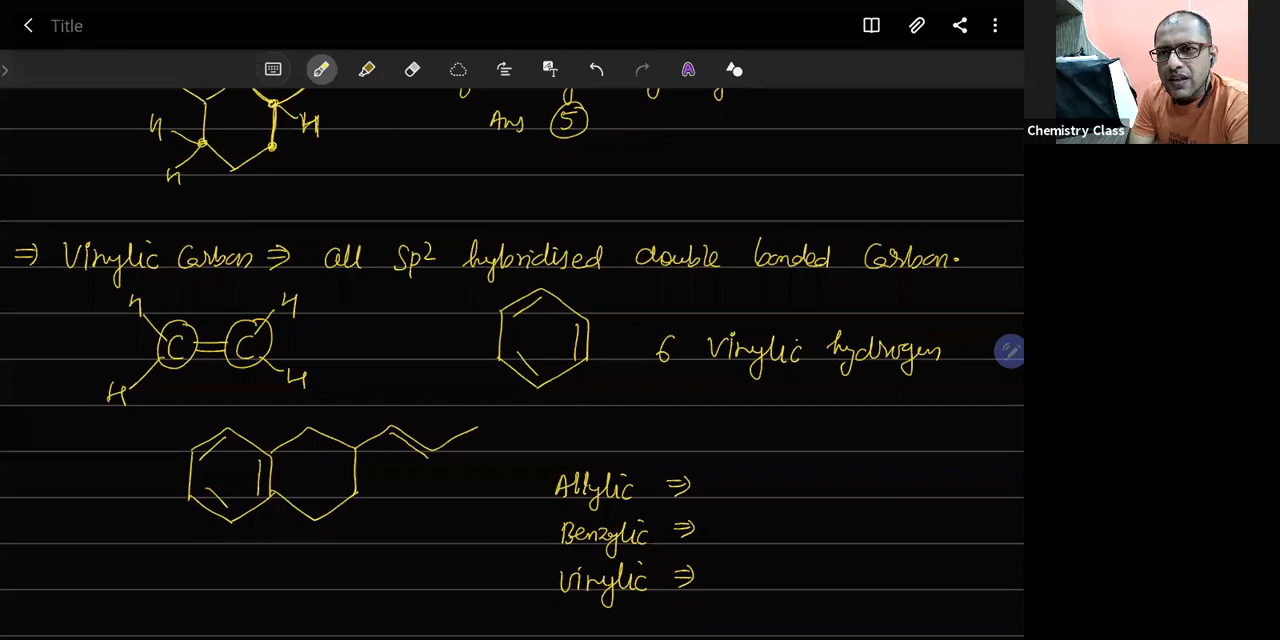 Title
Chemistry Class
H H
Ans 5
H
⇒ Vinylic Carbon ⇒ all Sp² hybridised double bonded Carbon.
H H
C = C
6 Vinylic hydrogen
H H
Allylic ⇒
Benzylic ⇒
Vinylic ⇒